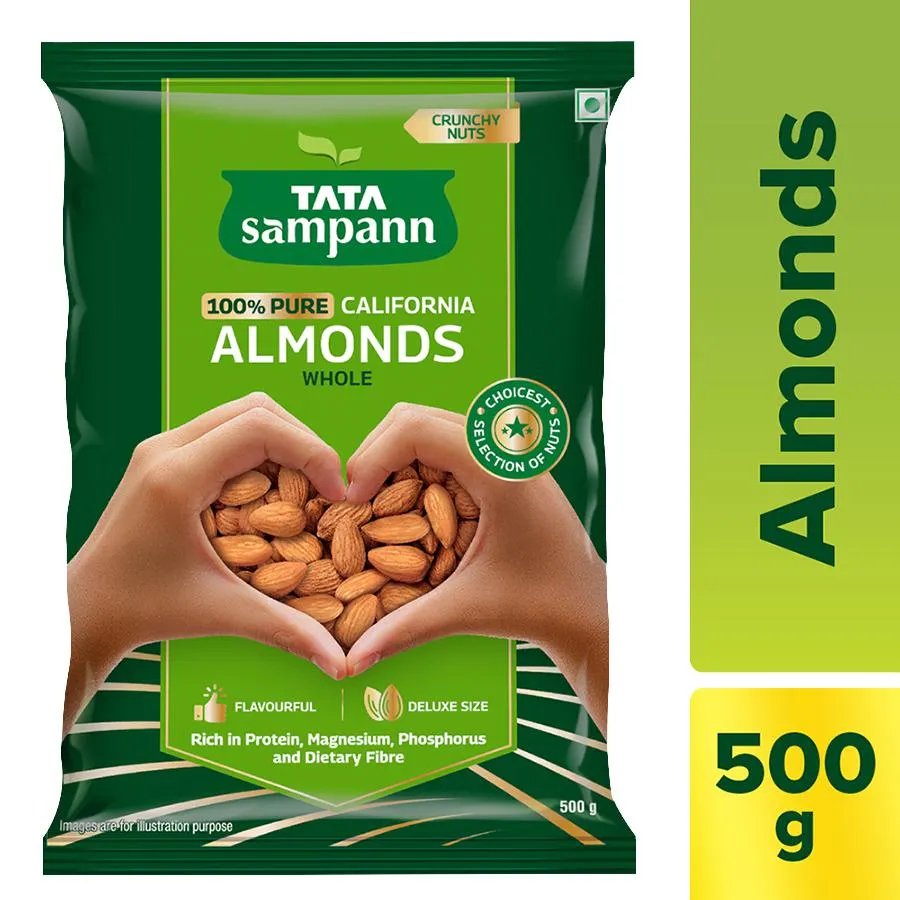 CRUNCHY
NUTS
TATA
sampann
100% PURE CALIFORNIA
ALMONDS
WHOLE
CHOICEST
SELECTION OF NUTS
FLAVOURFUL
DELUXE SIZE
Rich in Protein, Magnesium, Phosphorus
and Dietary Fibre
500 g
Images are for illustration purpose
Almonds
500
g